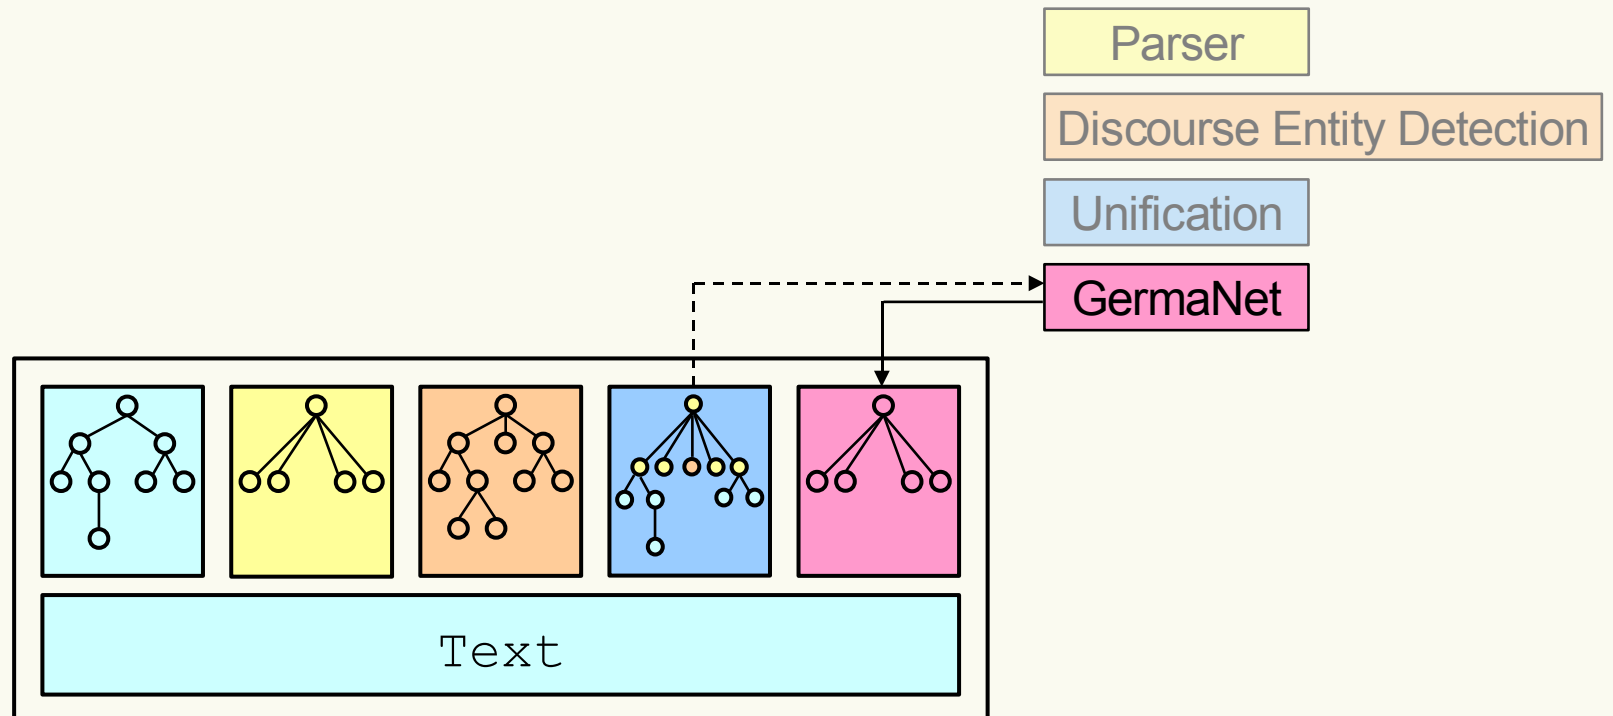 Parser
Discourse Entity Detection
Unification
GermaNet
Text